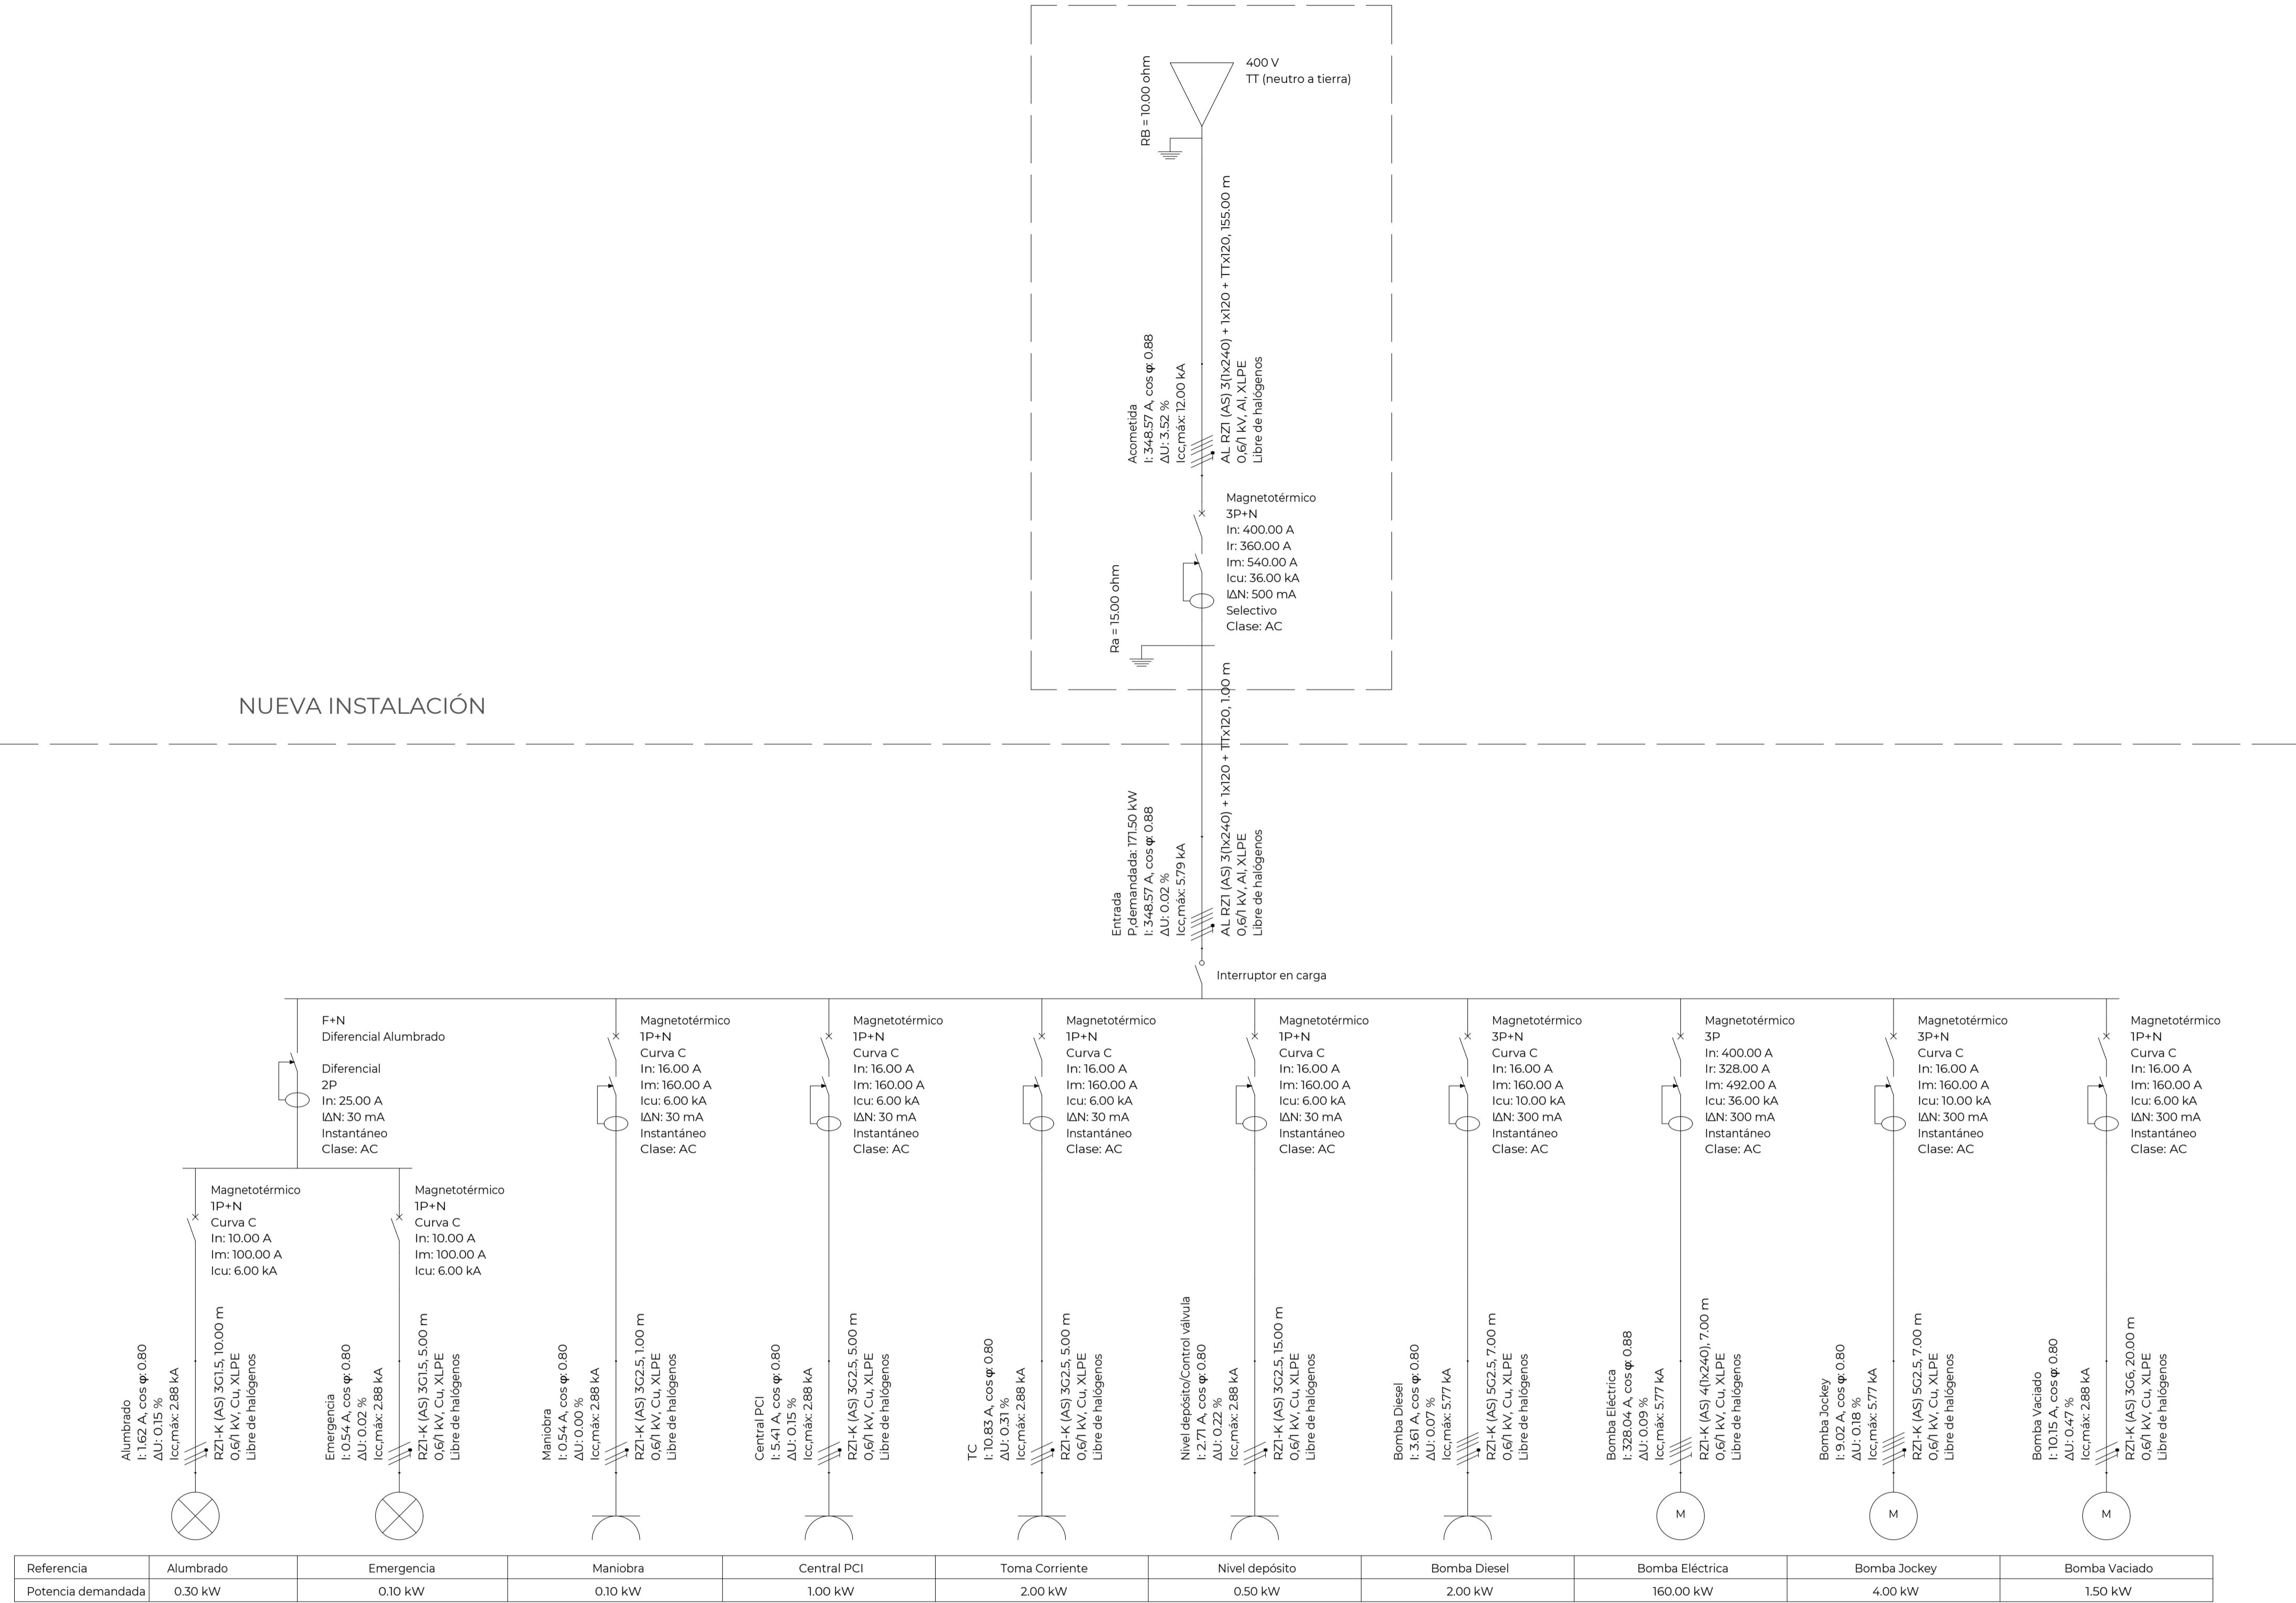 400 V
TT (neutro a tierra)
RB = 10.00 ohm
Acometida
I: 348.57 A, cos φ: 0.88
ΔU: 3.52 %
Icc,máx: 12.00 kA
AL RZ1 (AS) 3(1x240) + 1x120 + TTx120, 155.00 m
0,6/1 kV, Al, XLPE
Libre de halógenos
Magnetotérmico
3P+N
In: 400.00 A
Ir: 360.00 A
Im: 540.00 A
Icu: 36.00 kA
IΔN: 500 mA
Selectivo
Clase: AC
Ra = 15.00 ohm
NUEVA INSTALACIÓN
Entrada
P,demandada: 171.50 kW
I: 348.57 A, cos φ: 0.88
ΔU: 0.02 %
Icc,máx: 5.79 kA
AL RZ1 (AS) 3(1x240) + 1x120 + TTx120, 1.00 m
0,6/1 kV, Al, XLPE
Libre de halógenos
Interruptor en carga
F+N
Diferencial Alumbrado
Diferencial
2P
In: 25.00 A
IΔN: 30 mA
Instantáneo
Clase: AC
Magnetotérmico
1P+N
Curva C
In: 16.00 A
Im: 160.00 A
Icu: 6.00 kA
IΔN: 30 mA
Instantáneo
Clase: AC
Magnetotérmico
1P+N
Curva C
In: 16.00 A
Im: 160.00 A
Icu: 6.00 kA
IΔN: 30 mA
Instantáneo
Clase: AC
Magnetotérmico
1P+N
Curva C
In: 16.00 A
Im: 160.00 A
Icu: 6.00 kA
IΔN: 30 mA
Instantáneo
Clase: AC
Magnetotérmico
1P+N
Curva C
In: 16.00 A
Im: 160.00 A
Icu: 6.00 kA
IΔN: 30 mA
Instantáneo
Clase: AC
Magnetotérmico
3P+N
Curva C
In: 16.00 A
Im: 160.00 A
Icu: 10.00 kA
IΔN: 300 mA
Instantáneo
Clase: AC
Magnetotérmico
3P
In: 400.00 A
Ir: 328.00 A
Im: 492.00 A
Icu: 36.00 kA
IΔN: 300 mA
Instantáneo
Clase: AC
Magnetotérmico
3P+N
Curva C
In: 16.00 A
Im: 160.00 A
Icu: 10.00 kA
IΔN: 300 mA
Instantáneo
Clase: AC
Magnetotérmico
1P+N
Curva C
In: 16.00 A
Im: 160.00 A
Icu: 6.00 kA
IΔN: 300 mA
Instantáneo
Clase: AC
Magnetotérmico
1P+N
Curva C
In: 10.00 A
Im: 100.00 A
Icu: 6.00 kA
Magnetotérmico
1P+N
Curva C
In: 10.00 A
Im: 100.00 A
Icu: 6.00 kA
Alumbrado
I: 1.62 A, cos φ: 0.80
ΔU: 0.15 %
Icc,máx: 2.88 kA
RZ1-K (AS) 3G1.5, 10.00 m
0,6/1 kV, Cu, XLPE
Libre de halógenos
Emergencia
I: 0.54 A, cos φ: 0.80
ΔU: 0.02 %
Icc,máx: 2.88 kA
RZ1-K (AS) 3G1.5, 5.00 m
0,6/1 kV, Cu, XLPE
Libre de halógenos
Maniobra
I: 0.54 A, cos φ: 0.80
ΔU: 0.00 %
Icc,máx: 2.88 kA
RZ1-K (AS) 3G2.5, 1.00 m
0,6/1 kV, Cu, XLPE
Libre de halógenos
Central PCI
I: 5.41 A, cos φ: 0.80
ΔU: 0.15 %
Icc,máx: 2.88 kA
RZ1-K (AS) 3G2.5, 5.00 m
0,6/1 kV, Cu, XLPE
Libre de halógenos
TC
I: 10.83 A, cos φ: 0.80
ΔU: 0.31 %
Icc,máx: 2.88 kA
RZ1-K (AS) 3G2.5, 5.00 m
0,6/1 kV, Cu, XLPE
Libre de halógenos
Nivel depósito/Control válvula
I: 2.71 A, cos φ: 0.80
ΔU: 0.22 %
Icc,máx: 2.88 kA
RZ1-K (AS) 3G2.5, 15.00 m
0,6/1 kV, Cu, XLPE
Libre de halógenos
Bomba Diesel
I: 3.61 A, cos φ: 0.80
ΔU: 0.07 %
Icc,máx: 5.77 kA
RZ1-K (AS) 5G2.5, 7.00 m
0,6/1 kV, Cu, XLPE
Libre de halógenos
Bomba Eléctrica
I: 328.04 A, cos φ: 0.88
ΔU: 0.09 %
Icc,máx: 5.77 kA
RZ1-K (AS) 4(1x240), 7.00 m
0,6/1 kV, Cu, XLPE
Libre de halógenos
Bomba Jockey
I: 9.02 A, cos φ: 0.80
ΔU: 0.18 %
Icc,máx: 5.77 kA
RZ1-K (AS) 5G2.5, 7.00 m
0,6/1 kV, Cu, XLPE
Libre de halógenos
Bomba Vaciado
I: 10.15 A, cos φ: 0.80
ΔU: 0.47 %
Icc,máx: 2.88 kA
RZ1-K (AS) 3G6, 20.00 m
0,6/1 kV, Cu, XLPE
Libre de halógenos
M
M
M
Referencia Alumbrado Emergencia Maniobra Central PCI Toma Corriente Nivel depósito Bomba Diesel Bomba Eléctrica Bomba Jockey Bomba Vaciado
Potencia demandada 0.30 kW 0.10 kW 0.10 kW 1.00 kW 2.00 kW 0.50 kW 2.00 kW 160.00 kW 4.00 kW 1.50 kW